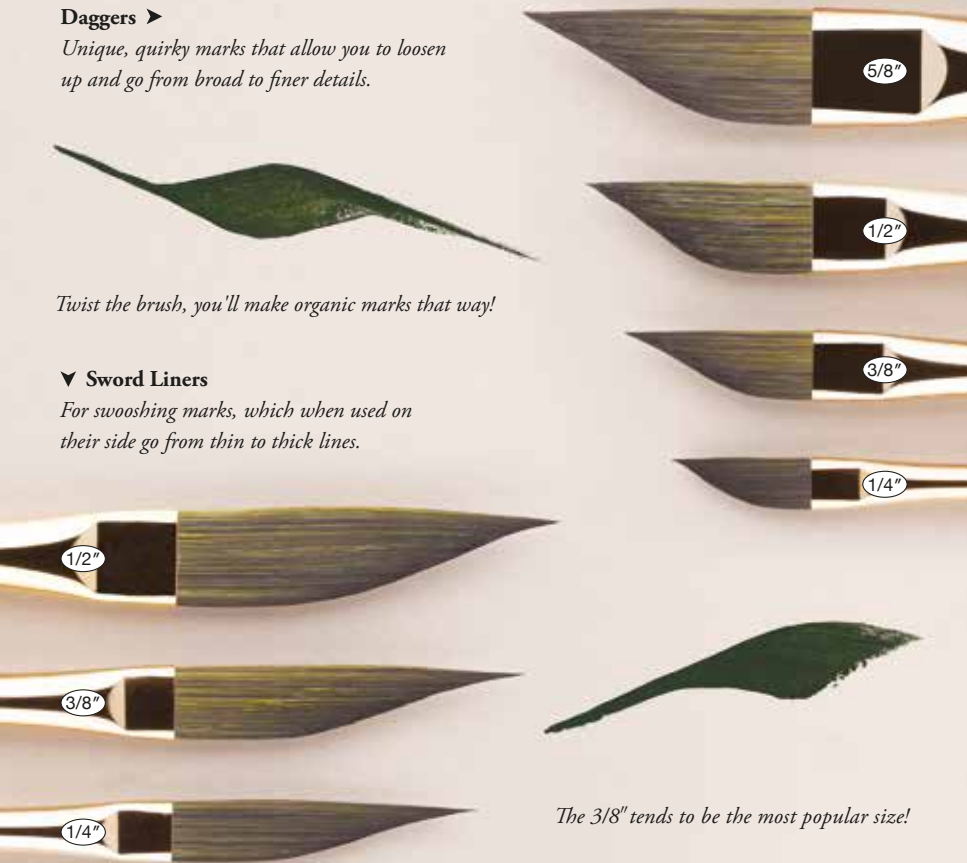 Daggers ➤
Unique, quirky marks that allow you to loosen
up and go from broad to finer details.
5/8″
1/2″
Twist the brush, you'll make organic marks that way!
3/8″
⮟ Sword Liners
For swooshing marks, which when used on
their side go from thin to thick lines.
1/4″
1/2″
3/8″
The 3/8″ tends to be the most popular size!
1/4″